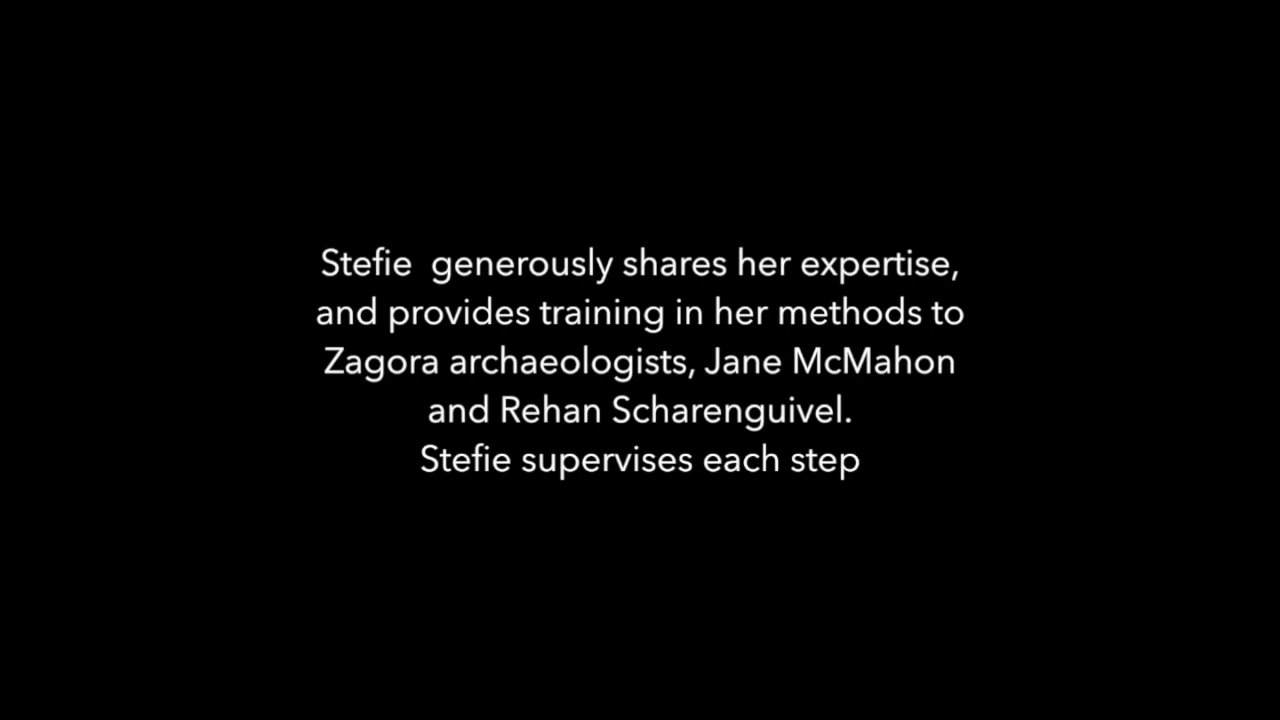 Stefie  generously shares her expertise,
and provides training in her methods to
Zagora archaeologists, Jane McMahon
and Rehan Scharenguivel.
Stefie supervises each step